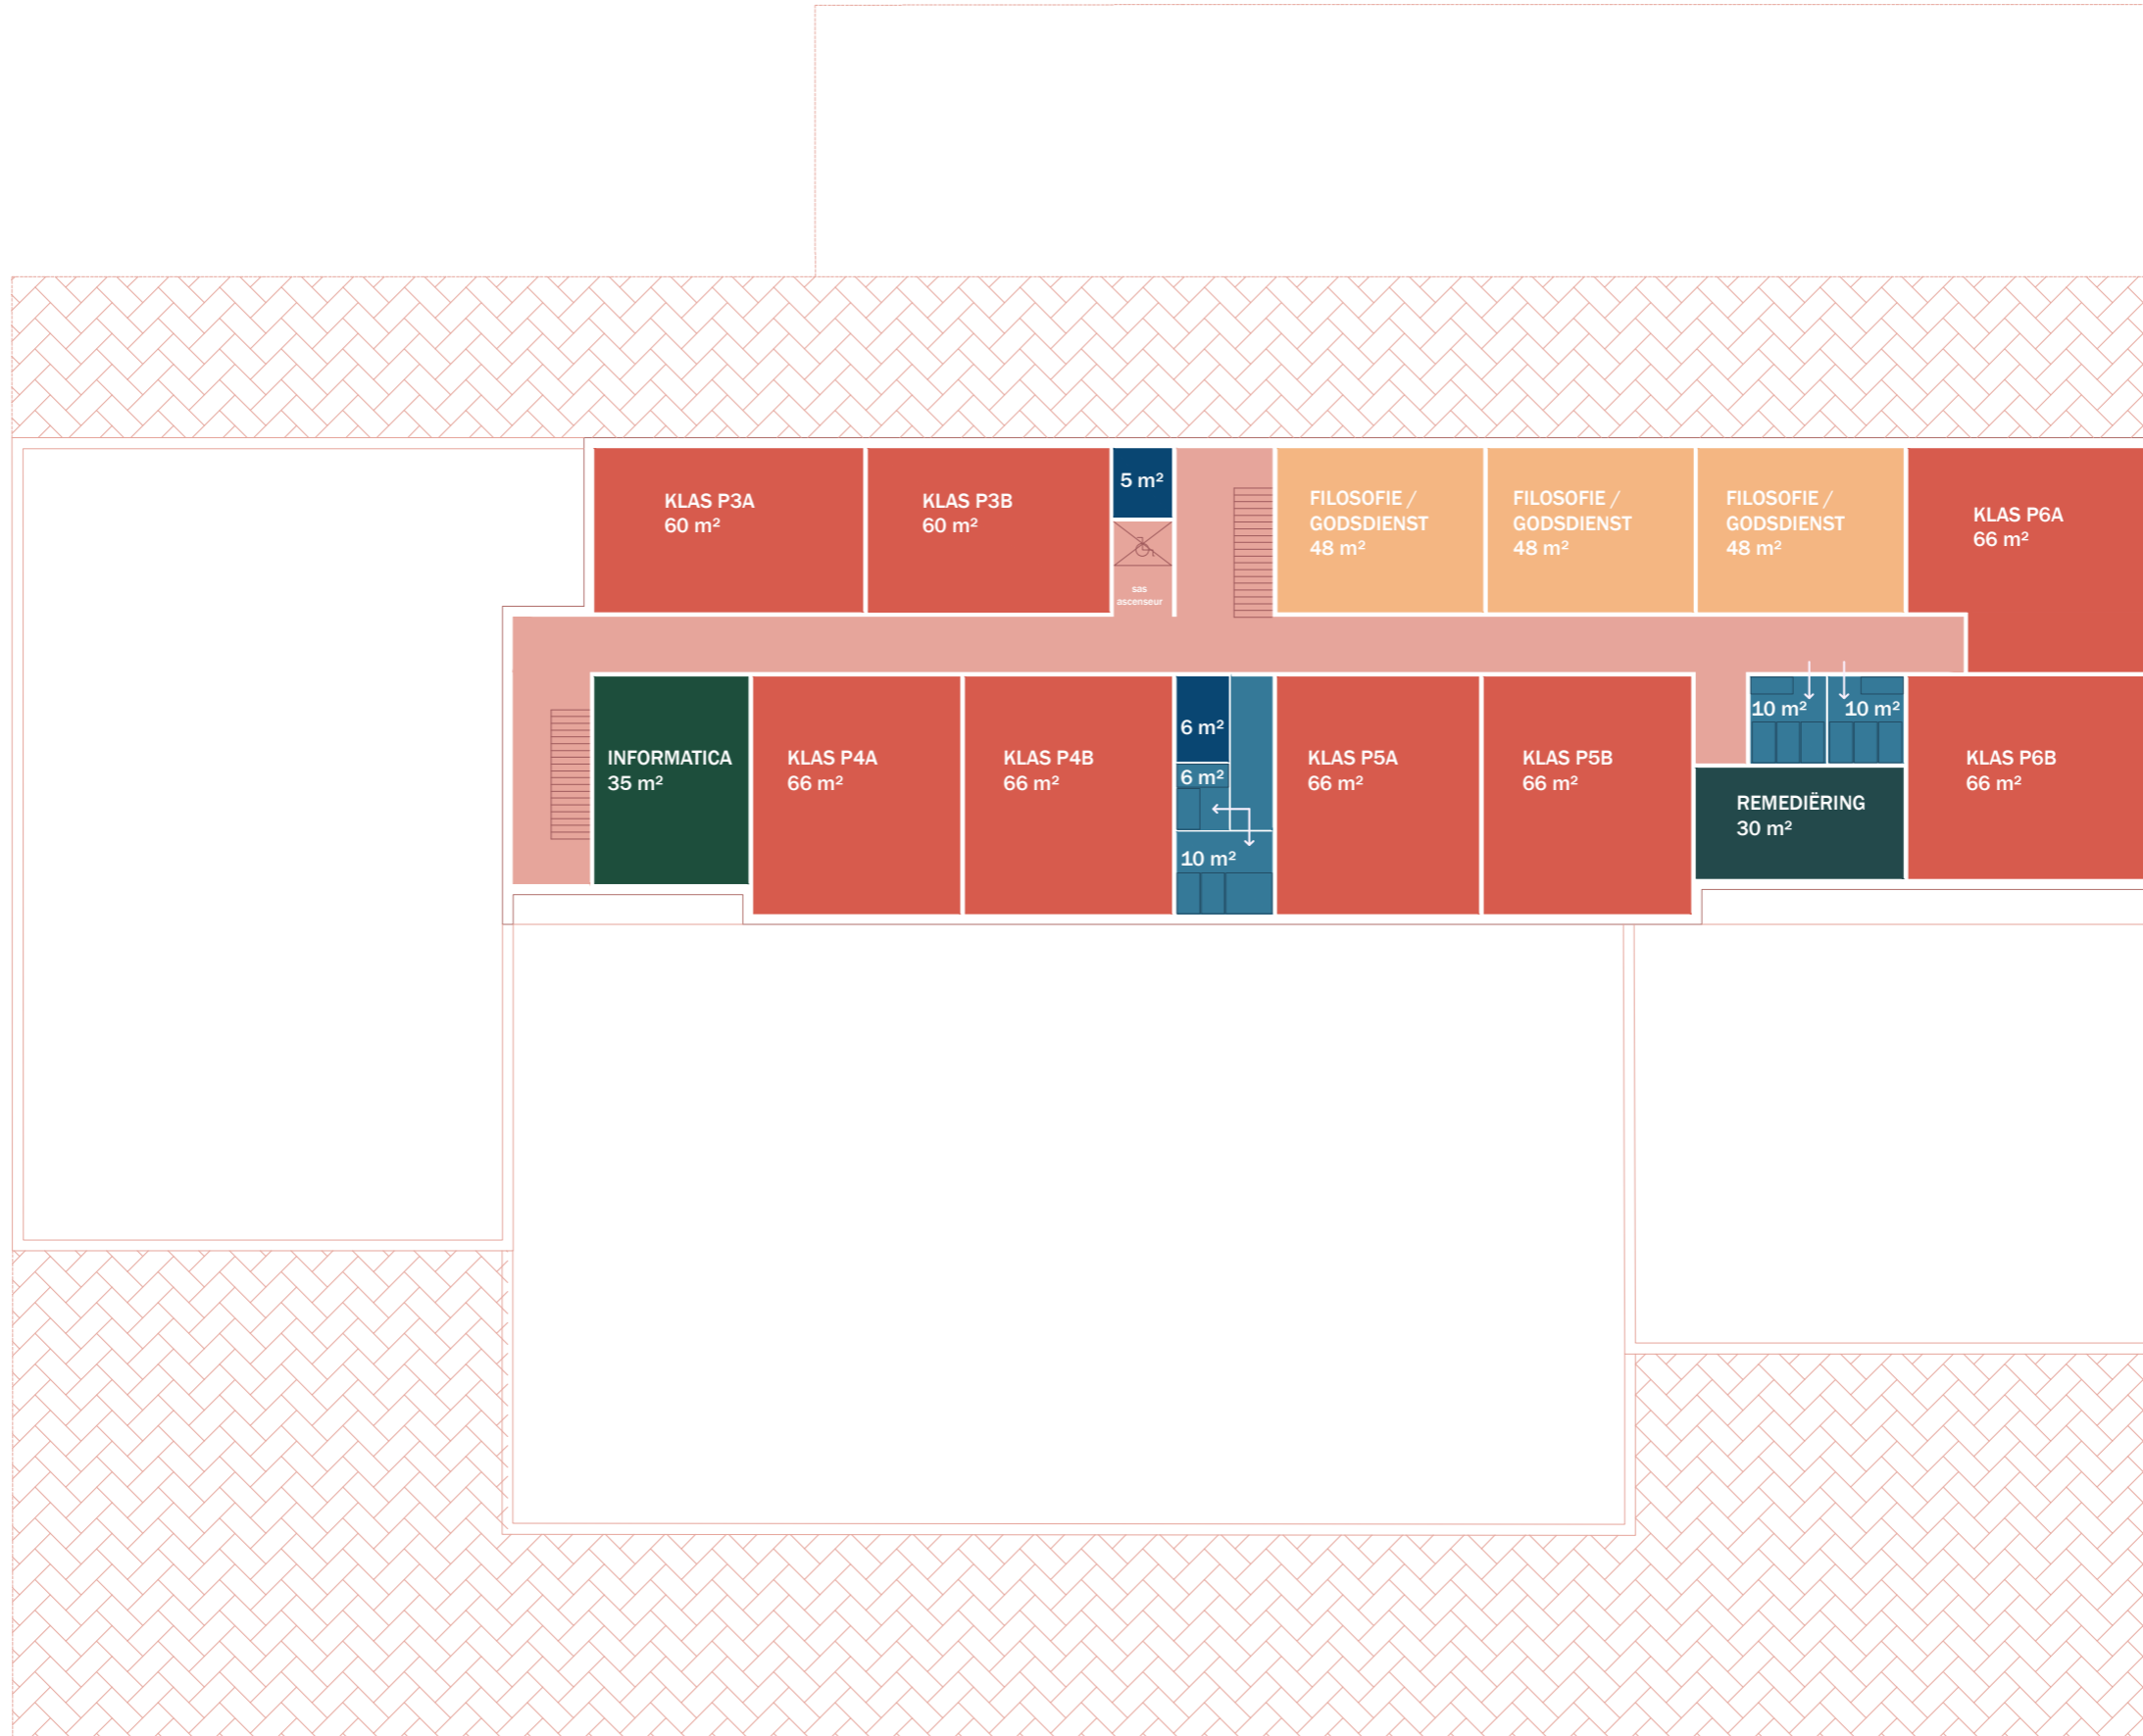 KLAS P3A
60 m²
KLAS P3B
60 m²
5 m²
sas
ascenseur
FILOSOFIE /
GODSDIENST
48 m²
FILOSOFIE /
GODSDIENST
48 m²
FILOSOFIE /
GODSDIENST
48 m²
KLAS P6A
66 m²
INFORMATICA
35 m²
KLAS P4A
66 m²
KLAS P4B
66 m²
6 m²
6 m²
10 m²
KLAS P5A
66 m²
KLAS P5B
66 m²
10 m²
10 m²
REMEDIËRING
30 m²
KLAS P6B
66 m²